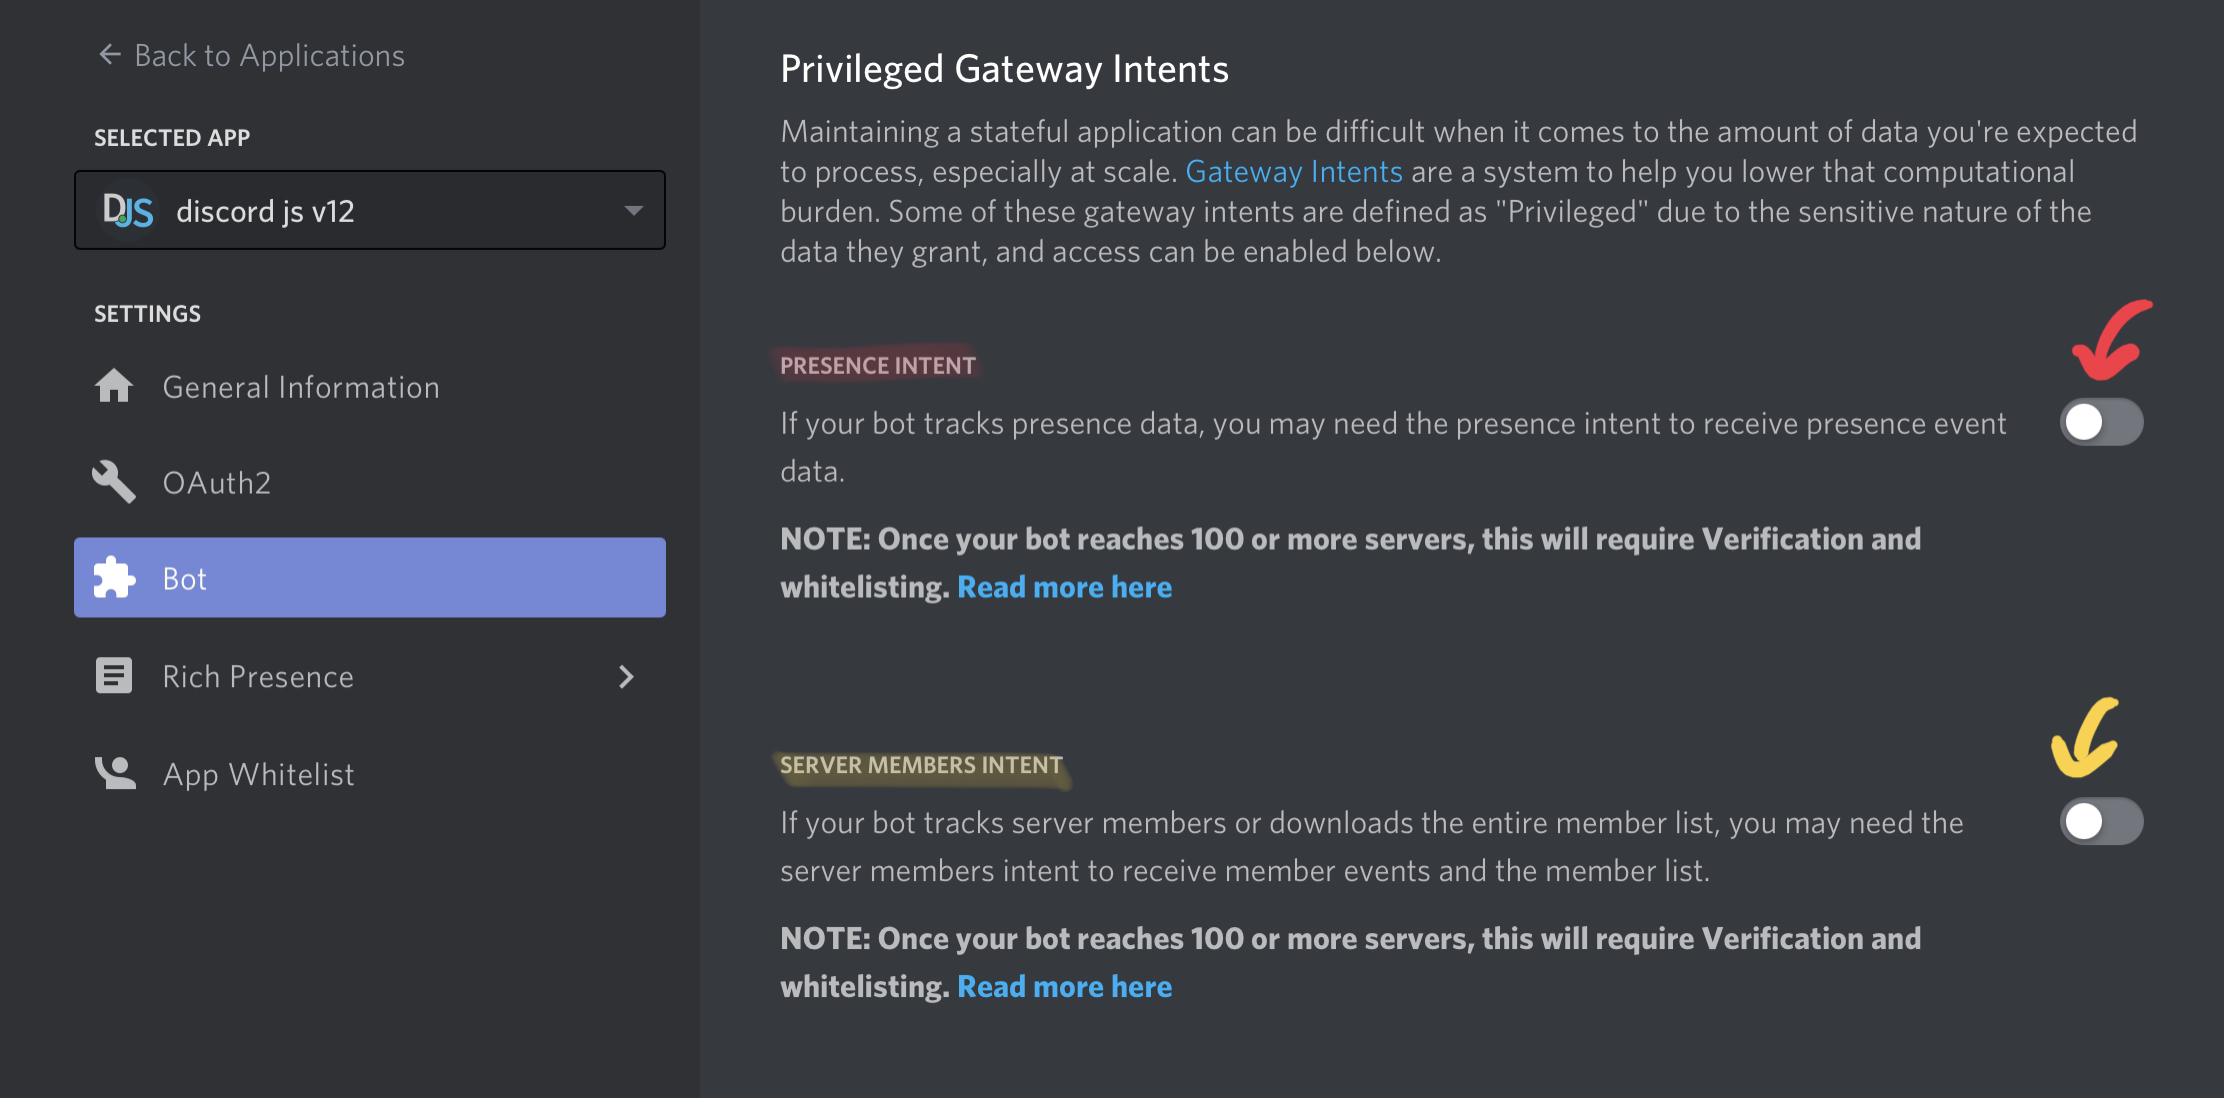 Back to Applications
SELECTED APP
DJS discord js v12
SETTINGS
General Information
OAuth2
Bot
Rich Presence
App Whitelist
Privileged Gateway Intents
Maintaining a stateful application can be difficult when it comes to the amount of data you're expected
to process, especially at scale. Gateway Intents are a system to help you lower that computational
burden. Some of these gateway intents are defined as "Privileged" due to the sensitive nature of the
data they grant, and access can be enabled below.
PRESENCE INTENT
If your bot tracks presence data, you may need the presence intent to receive presence event
data.
NOTE: Once your bot reaches 100 or more servers, this will require Verification and
whitelisting. Read more here
SERVER MEMBERS INTENT
If your bot tracks server members or downloads the entire member list, you may need the
server members intent to receive member events and the member list.
NOTE: Once your bot reaches 100 or more servers, this will require Verification and
whitelisting. Read more here